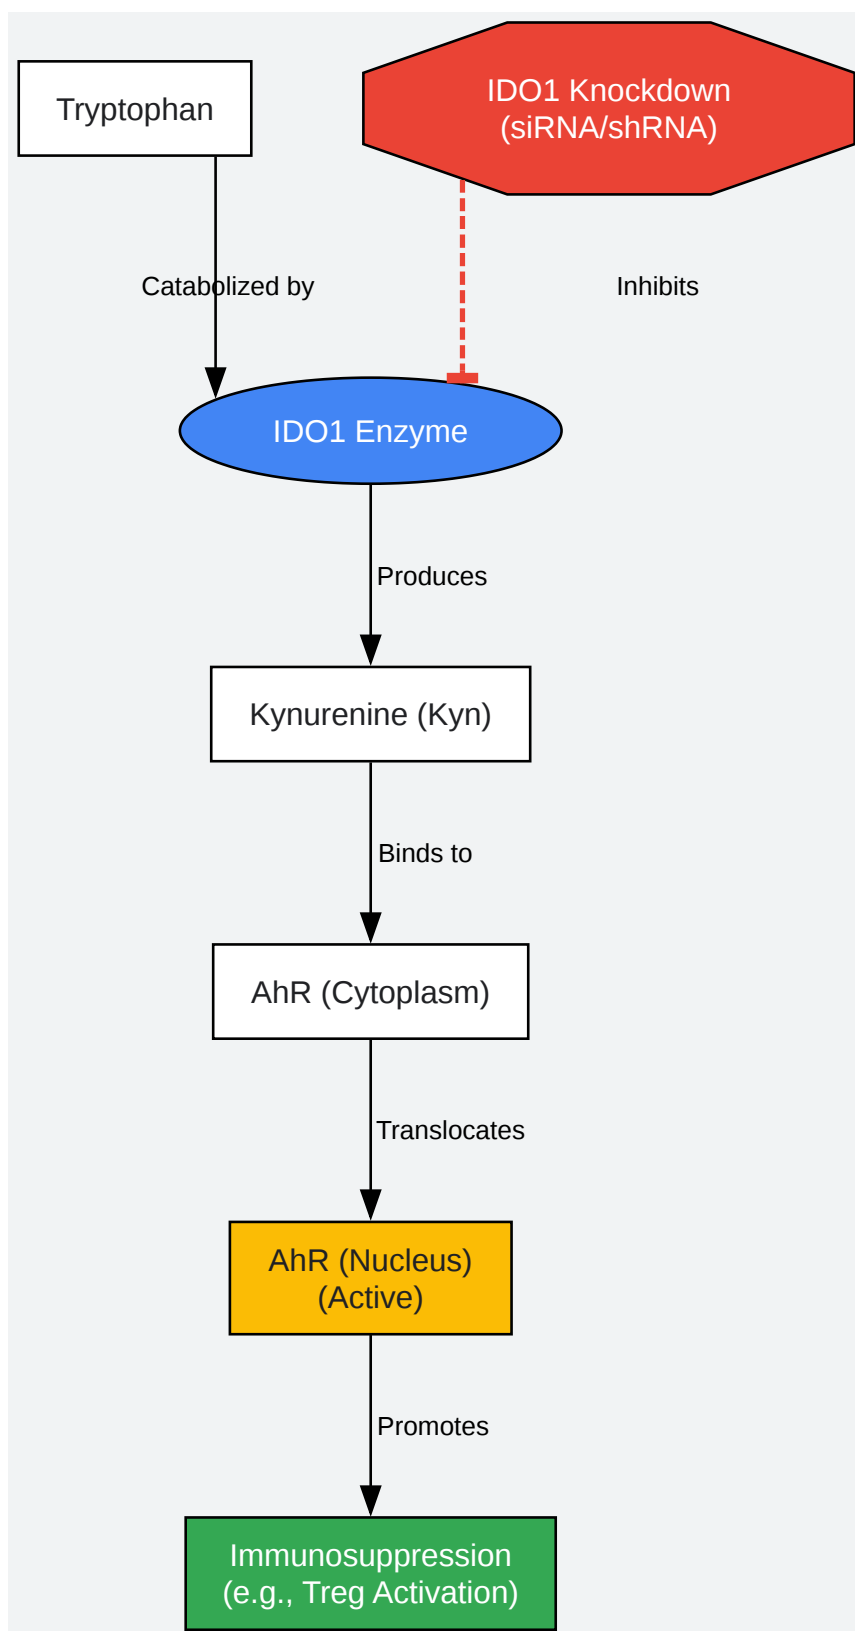 Tryptophan
IDO1 Knockdown
(siRNA/shRNA)
Catabolized by
Inhibits
IDO1 Enzyme
Produces
Kynurenine (Kyn)
Binds to
AhR (Cytoplasm)
Translocates
AhR (Nucleus)
(Active)
Promotes
Immunosuppression
(e.g., Treg Activation)